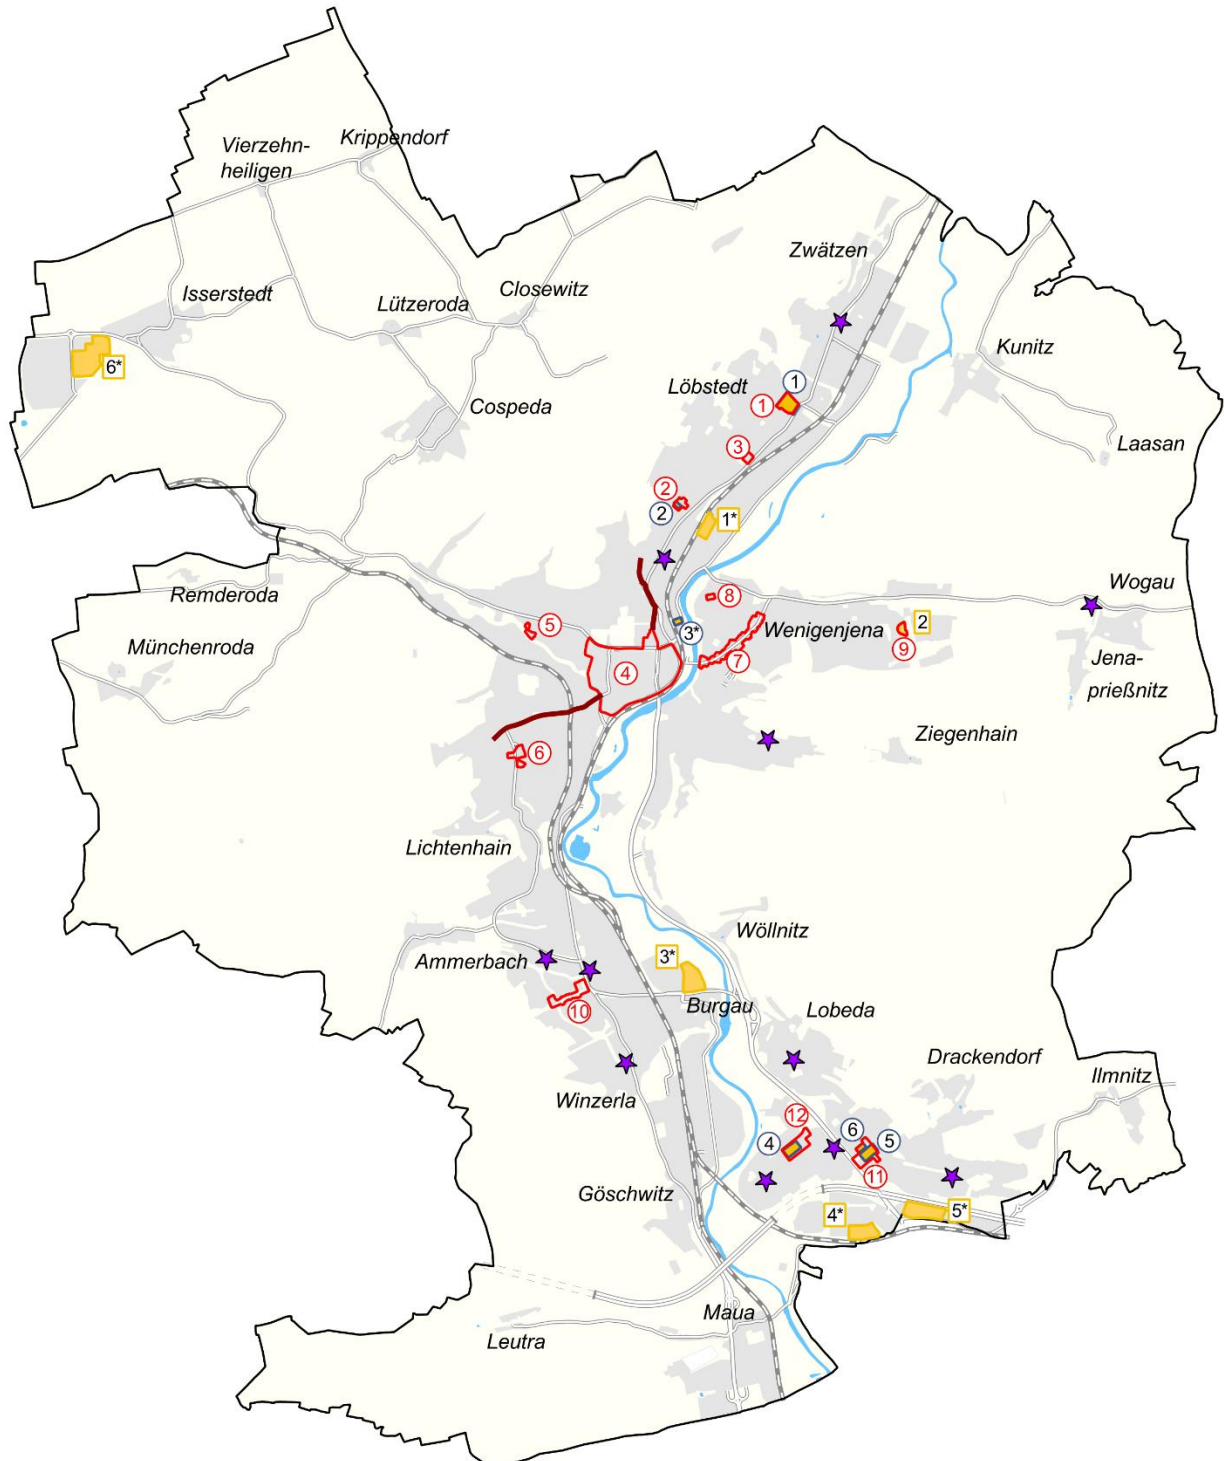 Krippendorf
Vierzehn-
heiligen
Zwätzen
Isserstedt
Closewitz
Lützeroda
Kunitz
6*
1
Löbstedt
1
Cospeda
Laasan
3
2
2
1*
Wogau
Remderoda
8
5
3*
Wenigenjena
2
9
Münchenroda
7
4
Jena-
prießnitz
Ziegenhain
6
Lichtenhain
Wöllnitz
3*
Ammerbach
10
Burgau
Lobeda
Drackendorf
Ilmnitz
Winzerla
12
6
5
4
11
Göschwitz
4*
5*
Maua
Leutra